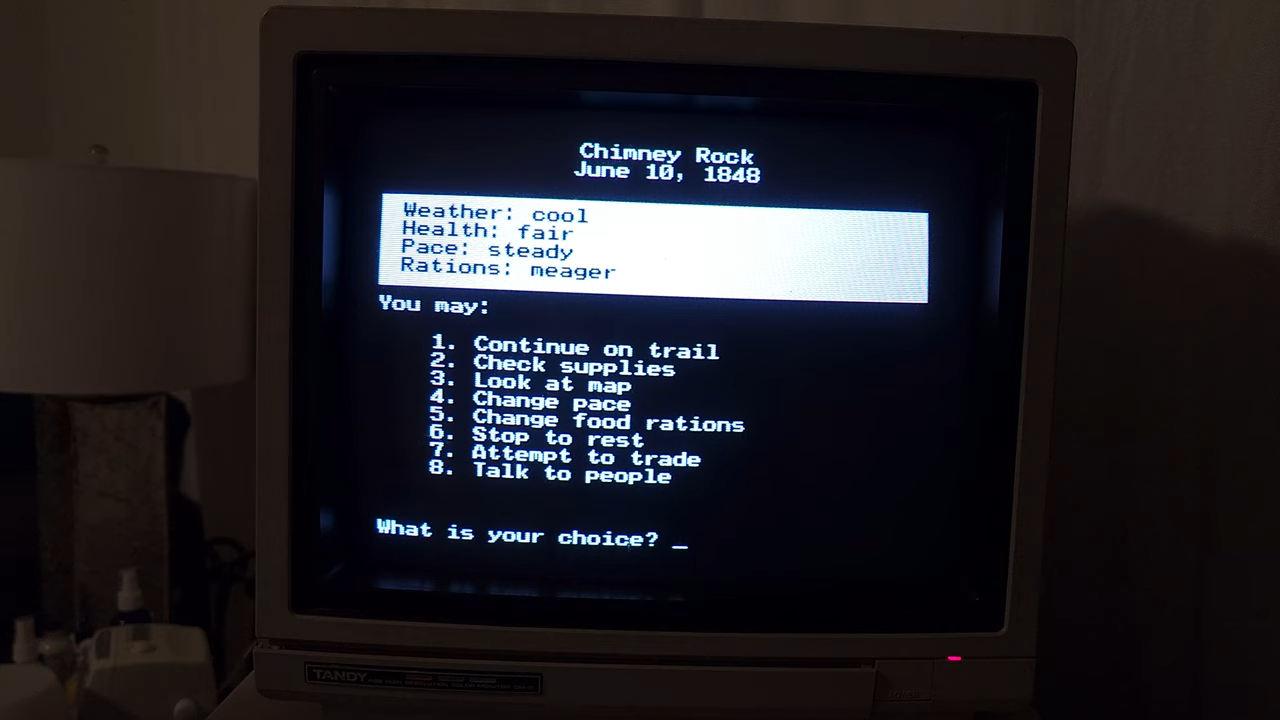 Chimney Rock
June 10, 1848
Weather: cool
Health: fair
Pace: steady
Rations: meager
You may:
1. Continue on trail
2. Check supplies
3. Look at map
4. Change pace
5. Change food rations
6. Stop to rest
7. Attempt to trade
8. Talk to people
What is your choice? _
TANDY